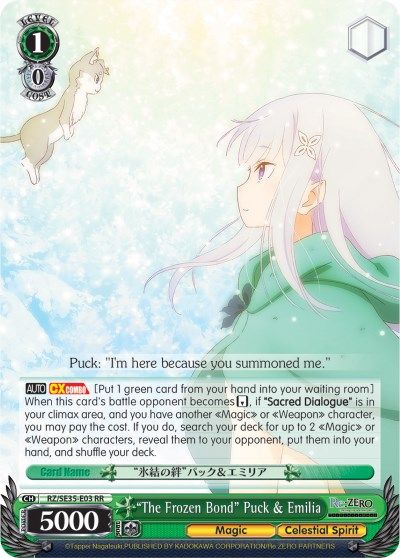 LEVEL
1
0
COST
Puck: "I'm here because you summoned me."
AUTO CXCOMBO [Put 1 green card from your hand into your waiting room]
When this card's battle opponent becomes [ ], if "Sacred Dialogue" is in
your climax area, and you have another «Magic» or «Weapon» character,
you may pay the cost. If you do, search your deck for up to 2 «Magic» or
«Weapon» characters, reveal them to your opponent, put them into your
hand, and shuffle your deck.
Card Name
"氷結の絆"パック&エミリア
CH RZ/SE35-E03 RR
"The Frozen Bond" Puck & Emilia
Re:ZERO
POWER
5000
SOUL
Magic
Celestial Spirit
©Tappei Nagatsuki,PUBLISHED BY KADOKAWA CORPORATION/Re:ZERO PARTNERS